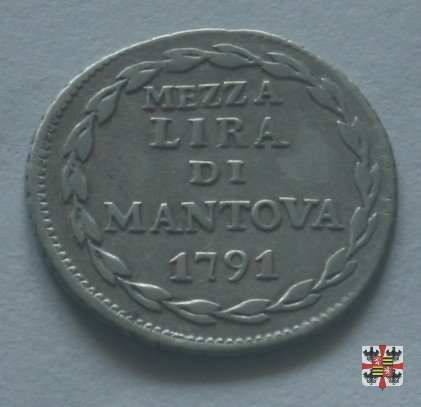 MEZZA
LIRA
DI
MANTOVA
1791